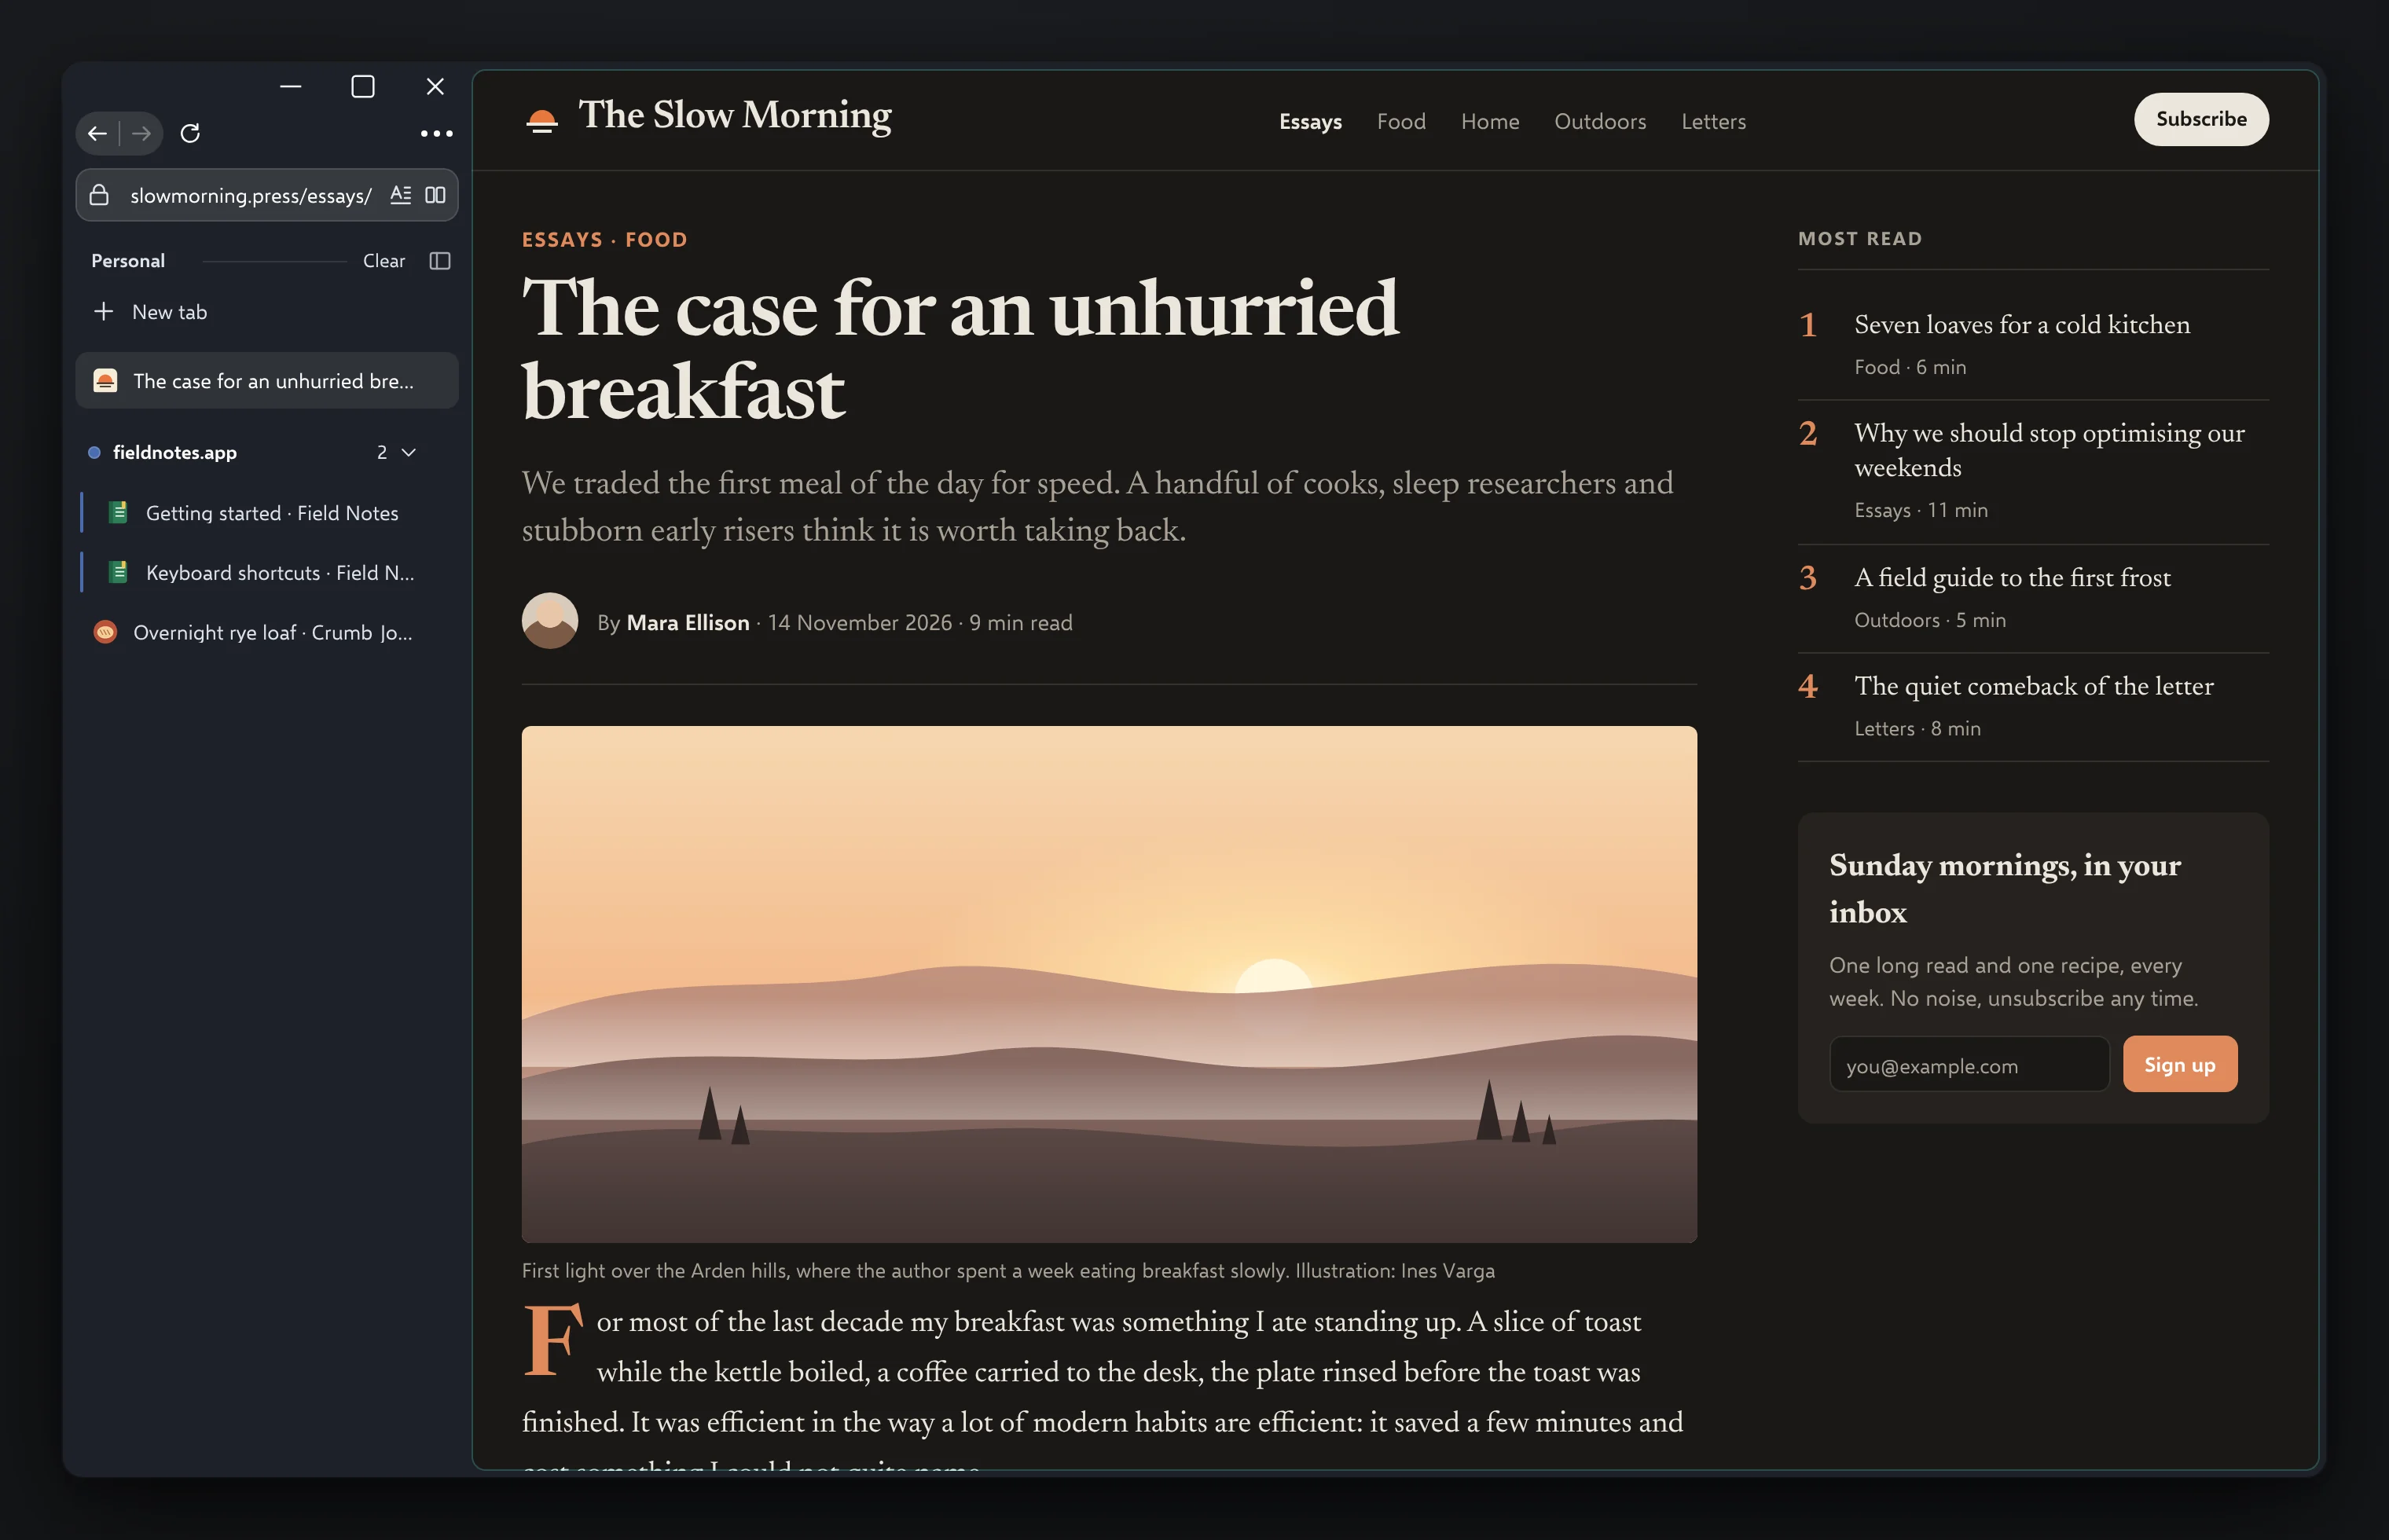 slowmorning.press/essays/
Personal
Clear
New tab
The case for an unhurried bre...
fieldnotes.app 2
Getting started · Field Notes
Keyboard shortcuts · Field N...
Overnight rye loaf · Crumb Jo...
The Slow Morning
Essays Food Home Outdoors Letters
Subscribe
ESSAYS · FOOD
The case for an unhurried
breakfast
We traded the first meal of the day for speed. A handful of cooks, sleep researchers and
stubborn early risers think it is worth taking back.
By Mara Ellison · 14 November 2026 · 9 min read
First light over the Arden hills, where the author spent a week eating breakfast slowly. Illustration: Ines Varga
For most of the last decade my breakfast was something I ate standing up. A slice of toast
while the kettle boiled, a coffee carried to the desk, the plate rinsed before the toast was
finished. It was efficient in the way a lot of modern habits are efficient: it saved a few minutes and
cost something I could not quite name.
MOST READ
1 Seven loaves for a cold kitchen
Food · 6 min
2 Why we should stop optimising our
weekends
Essays · 11 min
3 A field guide to the first frost
Outdoors · 5 min
4 The quiet comeback of the letter
Letters · 8 min
Sunday mornings, in your
inbox
One long read and one recipe, every
week. No noise, unsubscribe any time.
you@example.com
Sign up